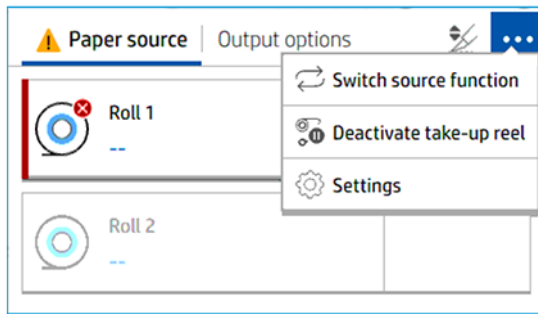 Paper source
Output options
...
Switch source function
Deactivate take-up reel
Settings
Roll 1
--
Roll 2
--